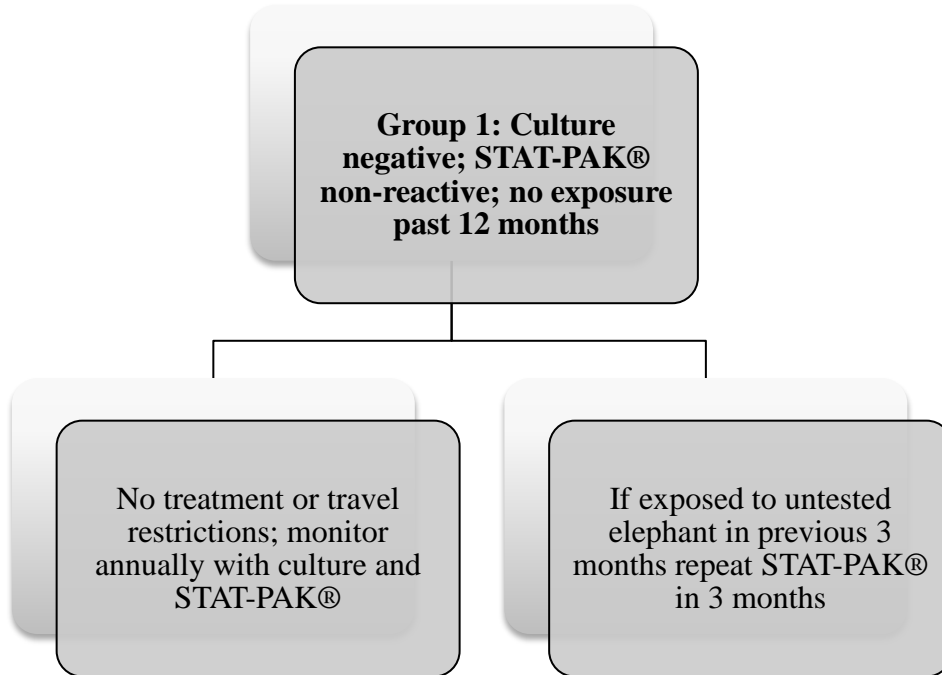 Group 1: Culture
negative; STAT-PAK®
non-reactive; no exposure
past 12 months
No treatment or travel
restrictions; monitor
annually with culture and
STAT-PAK®
If exposed to untested
elephant in previous 3
months repeat STAT-PAK®
in 3 months